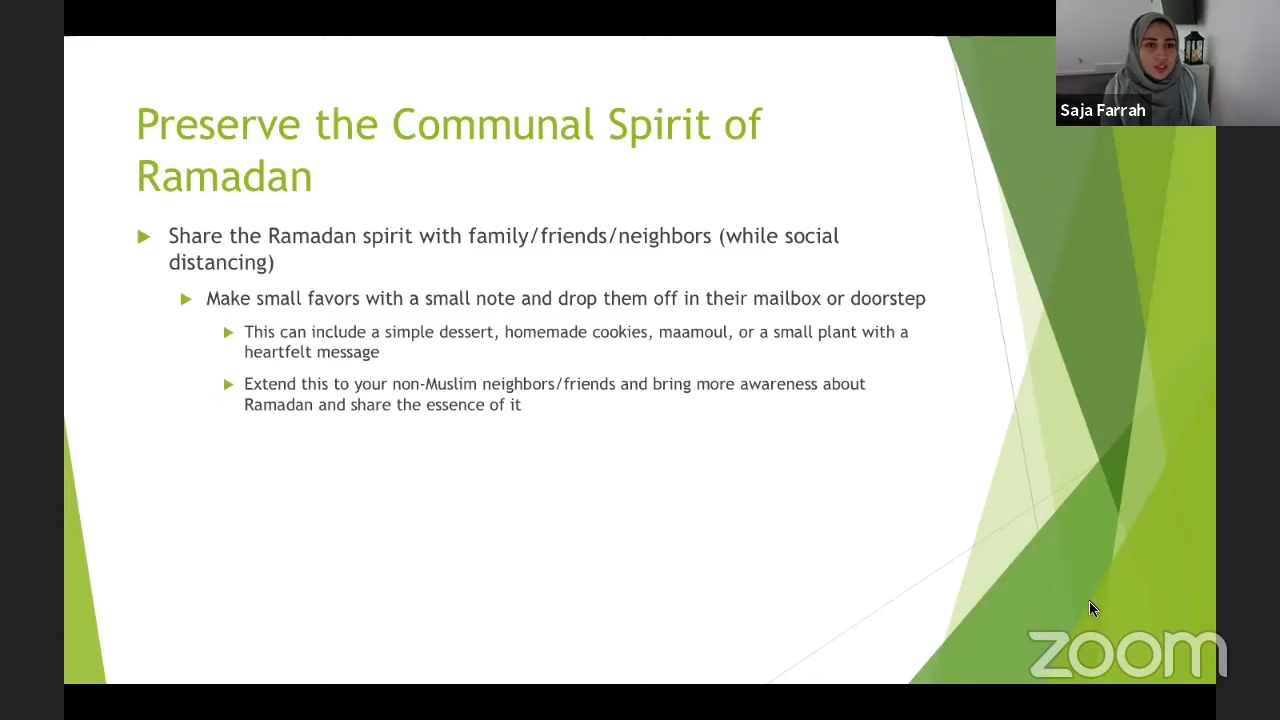 Preserve the Communal Spirit of
Ramadan
Share the Ramadan spirit with family/friends/neighbors (while social
distancing)
Make small favors with a small note and drop them off in their mailbox or doorstep
This can include a simple dessert, homemade cookies, maamoul, or a small plant with a
heartfelt message
Extend this to your non-Muslim neighbors/friends and bring more awareness about
Ramadan and share the essence of it
Saja Farrah
zoom